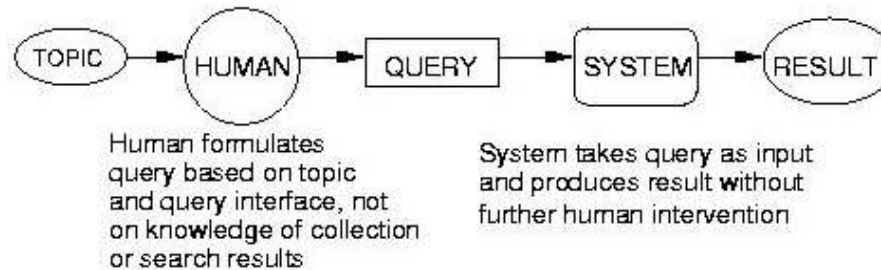 TOPIC
HUMAN
QUERY
SYSTEM
RESULT
Human formulates
query based on topic
and query interface, not
on knowledge of collection
or search results
System takes query as input
and produces result without
further human intervention